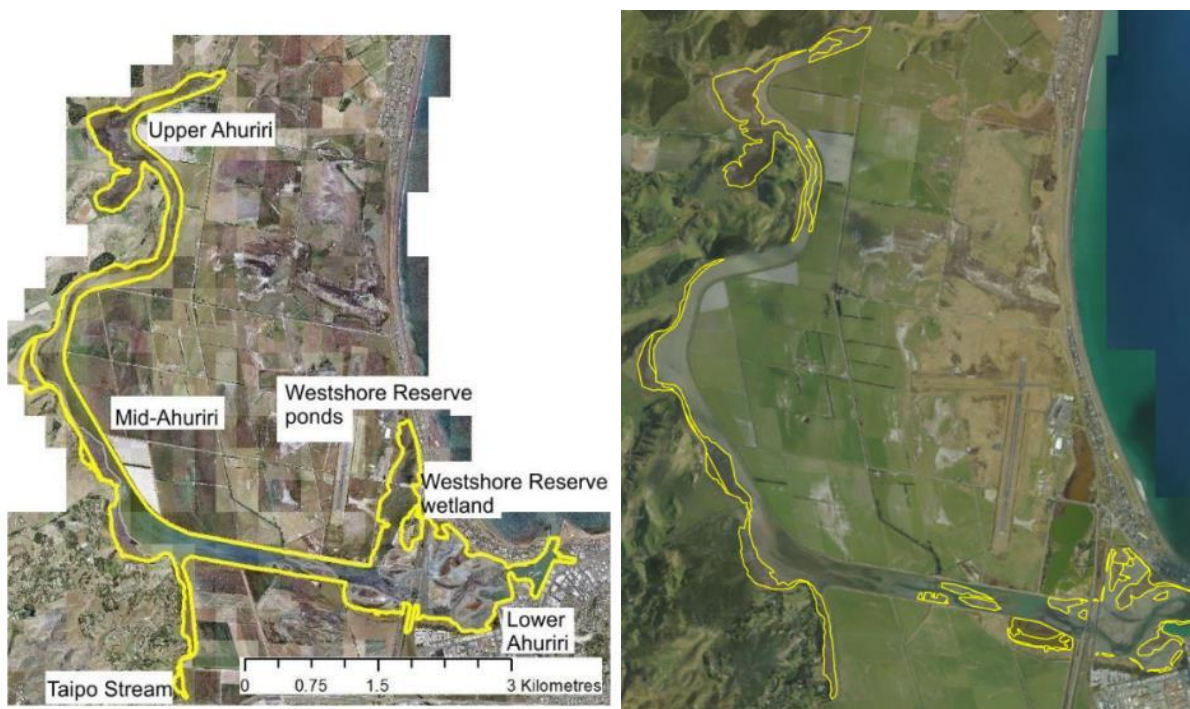 Upper Ahuriri
Westshore Reserve
ponds
Mid-Ahuriri
Westshore Reserve
wetland
Lower
Ahuriri
Taipo Stream
0 0.75 1.5 3 Kilometres